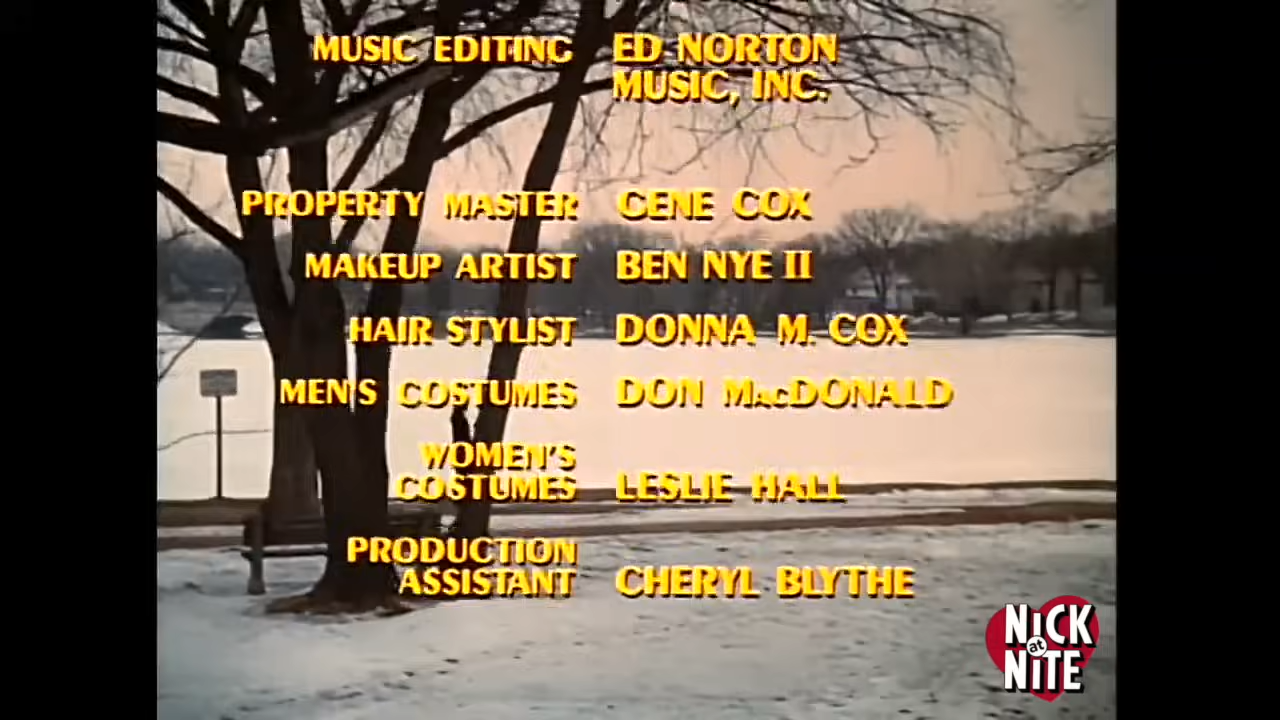 MUSIC EDITING ED NORTON
MUSIC, INC.
PROPERTY MASTER GENE COX
MAKEUP ARTIST BEN NYE II
HAIR STYLIST DONNA M. COX
MEN'S COSTUMES DON MacDONALD
WOMEN'S
COSTUMES LESLIE HALL
PRODUCTION
ASSISTANT CHERYL BLYTHE
NICK
at
NITE